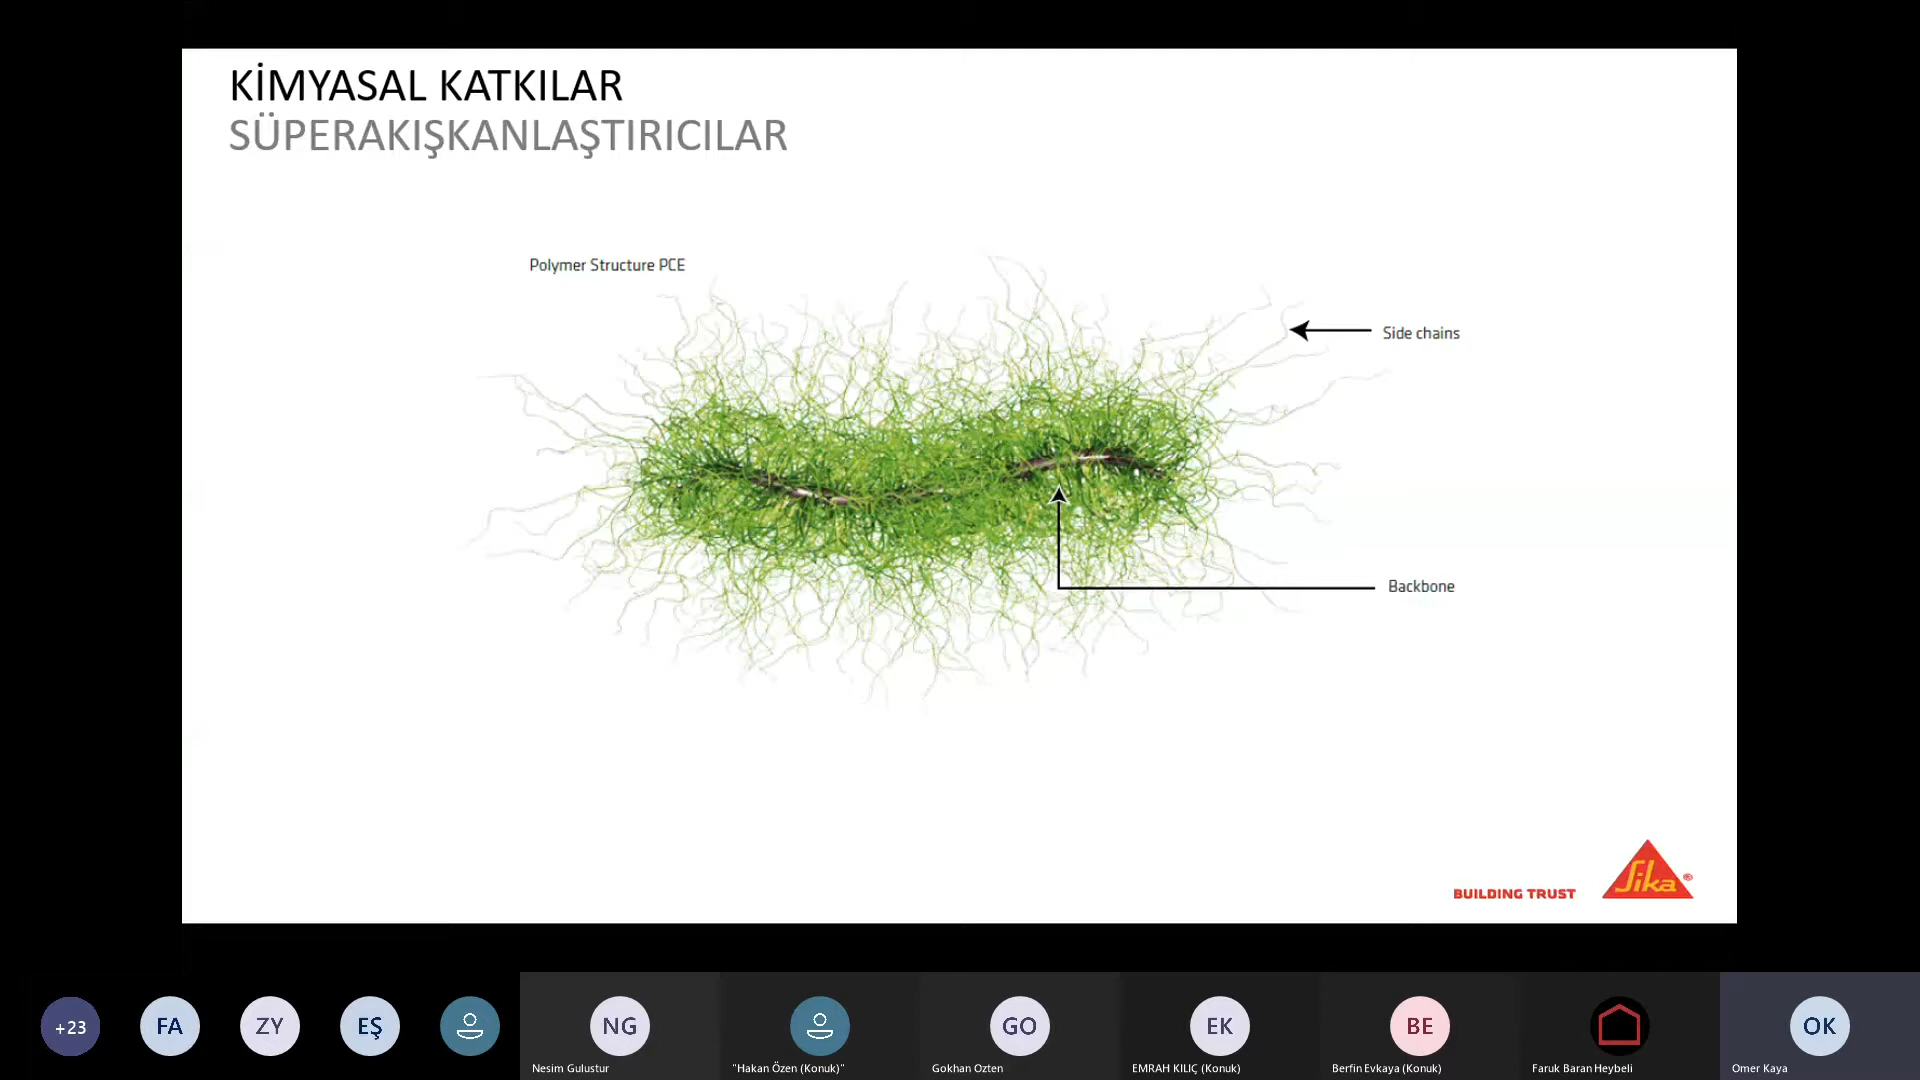 KİMYASAL KATKILAR
SÜPERAKIŞKANLAŞTIRICILAR
Polymer Structure PCE
Side chains
Backbone
BUILDING TRUST
Sika®
+23
FA
ZY
EŞ
NG
GO
EK
BE
OK
Nesim Gulustur
"Hakan Özen (Konuk)"
Gokhan Ozten
EMRAH KILIÇ (Konuk)
Berfin Evkaya (Konuk)
Faruk Baran Heybeli
Omer Kaya